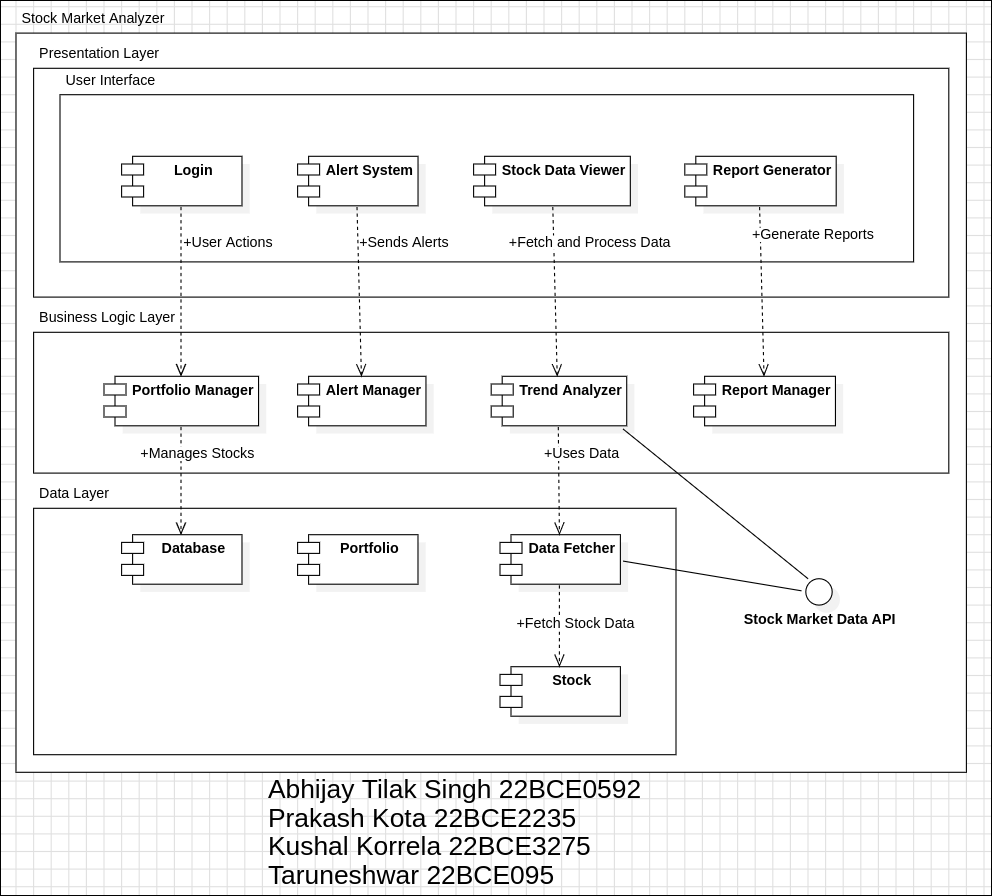 Stock Market Analyzer
Presentation Layer
User Interface
Login
Alert System
Stock Data Viewer
Report Generator
+User Actions
+Sends Alerts
+Fetch and Process Data
+Generate Reports
Business Logic Layer
Portfolio Manager
Alert Manager
Trend Analyzer
Report Manager
+Manages Stocks
+Uses Data
Data Layer
Database
Portfolio
Data Fetcher
Stock Market Data API
+Fetch Stock Data
Stock
Abhijay Tilak Singh 22BCE0592
Prakash Kota 22BCE2235
Kushal Korrela 22BCE3275
Taruneshwar 22BCE095